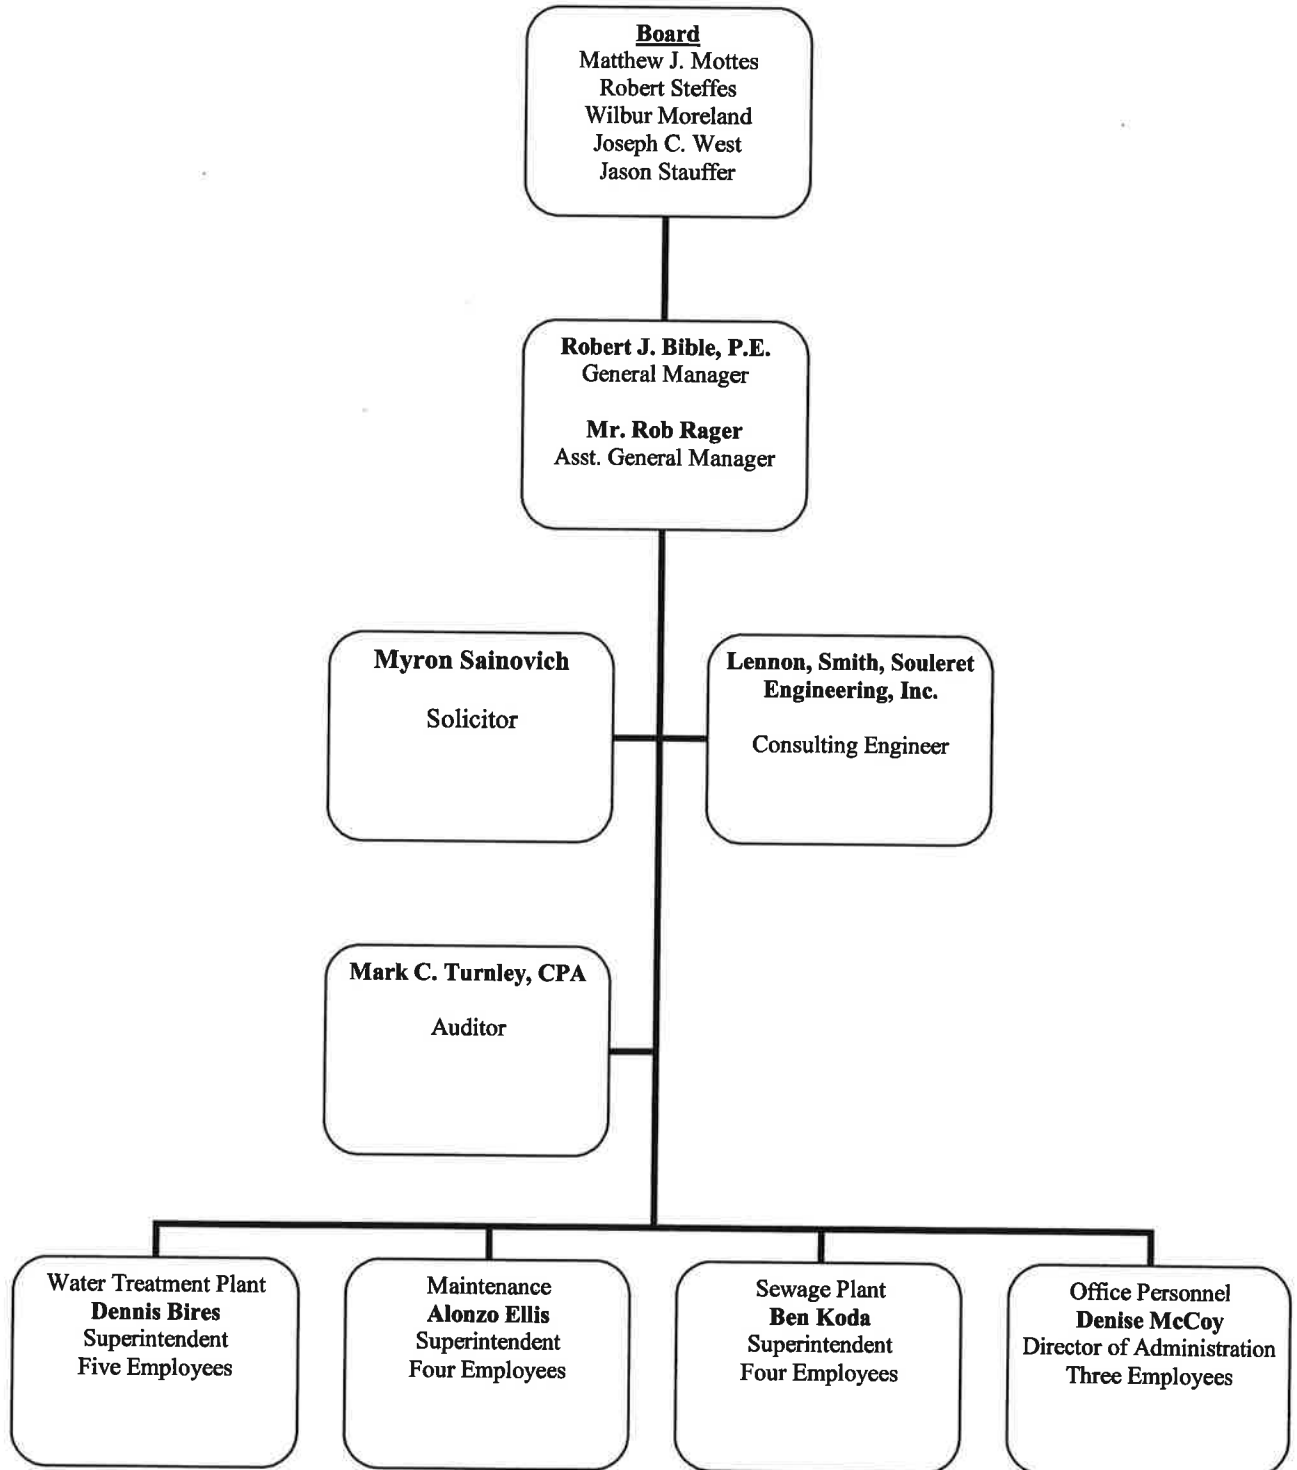 Board
Matthew J. Mottes
Robert Steffes
Wilbur Moreland
Joseph C. West
Jason Stauffer
Robert J. Bible, P.E.
General Manager
Mr. Rob Rager
Asst. General Manager
Myron Sainovich
Solicitor
Lennon, Smith, Souleret
Engineering, Inc.
Consulting Engineer
Mark C. Turnley, CPA
Auditor
Water Treatment Plant
Dennis Bires
Superintendent
Five Employees
Maintenance
Alonzo Ellis
Superintendent
Four Employees
Sewage Plant
Ben Koda
Superintendent
Four Employees
Office Personnel
Denise McCoy
Director of Administration
Three Employees